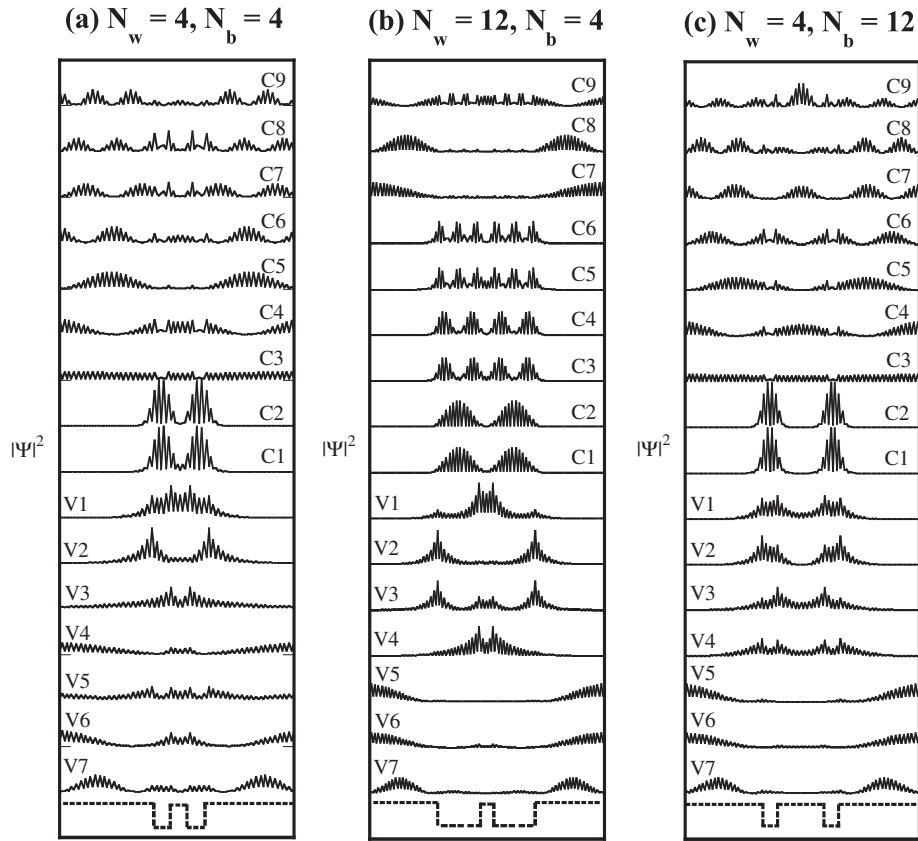 (a) N_w = 4, N_b = 4
C9
C8
C7
C6
C5
C4
C3
C2
C1
V1
V2
V3
V4
V5
V6
V7
|Ψ|²
(b) N_w = 12, N_b = 4
C9
C8
C7
C6
C5
C4
C3
C2
C1
V1
V2
V3
V4
V5
V6
V7
|Ψ|²
(c) N_w = 4, N_b = 12
C9
C8
C7
C6
C5
C4
C3
C2
C1
V1
V2
V3
V4
V5
V6
V7
|Ψ|²